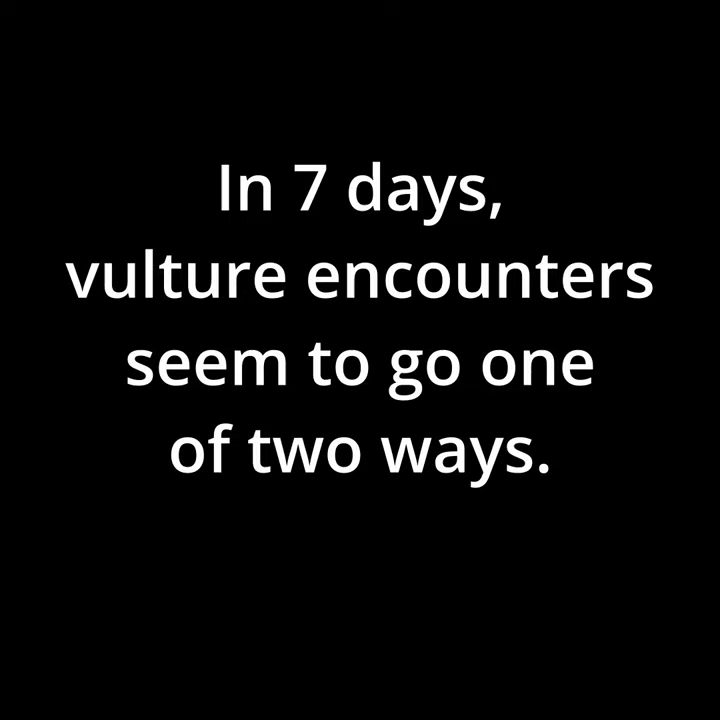 In 7 days,
vulture encounters
seem to go one
of two ways.